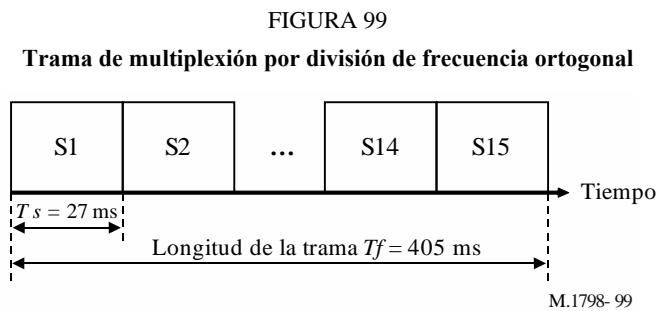 FIGURA 99
Trama de multiplexión por división de frecuencia ortogonal
S1 S2 ... S14 S15
Tiempo
T s = 27 ms
Longitud de la trama Tf = 405 ms
M.1798- 99